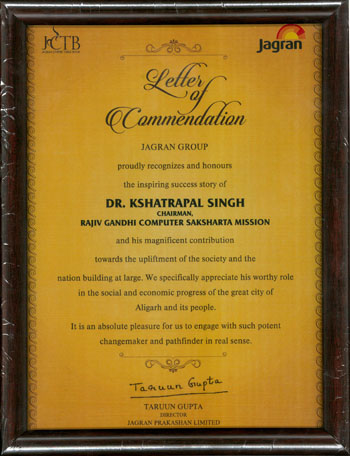 JCTB
Jagran
Letter
of
Commendation
JAGRAN GROUP
proudly recognizes and honours
the inspiring success story of
DR. KSHATRAPAL SINGH
CHAIRMAN,
RAJIV GANDHI COMPUTER SAKSHARTA MISSION
and his magnificent contribution
towards the upliftment of the society and the
nation building at large. We specifically appreciate his worthy role
in the social and economic progress of the great city of
Aligarh and its people.
It is an absolute pleasure for us to engage with such potent
changemaker and pathfinder in real sense.
Taruun Gupta
TARUUN GUPTA
DIRECTOR
JAGRAN PRAKASHAN LIMITED